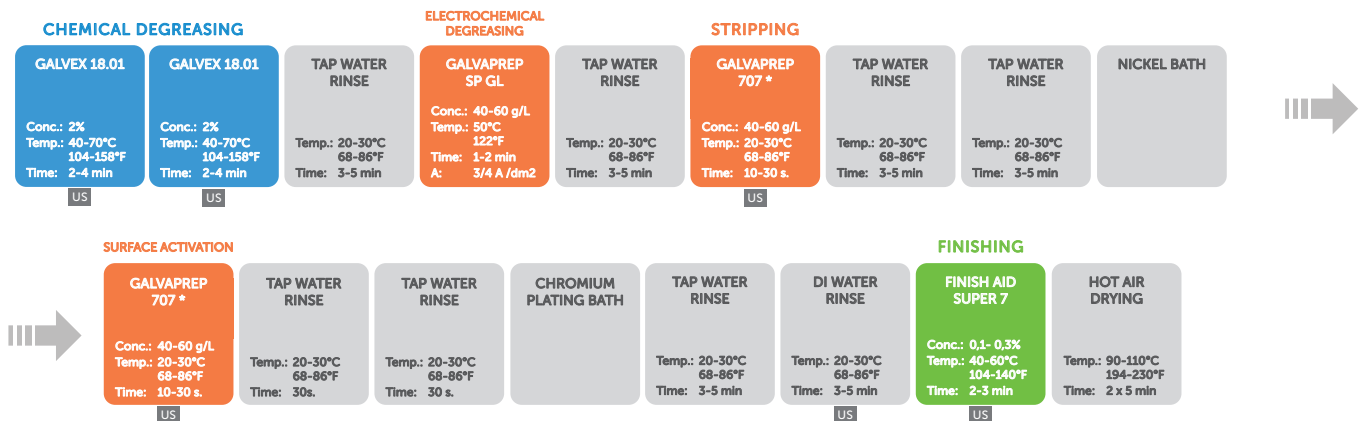 CHEMICAL DEGREASING
GALVEX 18.01
Conc.: 2%
Temp.: 40-70°C
104-158°F
Time: 2-4 min
US
GALVEX 18.01
Conc.: 2%
Temp.: 40-70°C
104-158°F
Time: 2-4 min
US
TAP WATER
RINSE
Temp.: 20-30°C
68-86°F
Time: 3-5 min
ELECTROCHEMICAL
DEGREASING
GALVAPREP
SP GL
Conc.: 40-60 g/L
Temp.: 50°C
122°F
Time: 1-2 min
A: 3/4 A /dm2
TAP WATER
RINSE
Temp.: 20-30°C
68-86°F
Time: 3-5 min
STRIPPING
GALVAPREP
707 *
Conc.: 40-60 g/L
Temp.: 20-30°C
68-86°F
Time: 10-30 s.
US
TAP WATER
RINSE
Temp.: 20-30°C
68-86°F
Time: 3-5 min
TAP WATER
RINSE
Temp.: 20-30°C
68-86°F
Time: 3-5 min
NICKEL BATH
SURFACE ACTIVATION
GALVAPREP
707 *
Conc.: 40-60 g/L
Temp.: 20-30°C
68-86°F
Time: 10-30 s.
US
TAP WATER
RINSE
Temp.: 20-30°C
68-86°F
Time: 30s.
TAP WATER
RINSE
Temp.: 20-30°C
68-86°F
Time: 30 s.
CHROMIUM
PLATING BATH
TAP WATER
RINSE
Temp.: 20-30°C
68-86°F
Time: 3-5 min
DI WATER
RINSE
Temp.: 20-30°C
68-86°F
Time: 3-5 min
US
FINISHING
FINISH AID
SUPER 7
Conc.: 0,1- 0,3%
Temp.: 40-60°C
104-140°F
Time: 2-3 min
US
HOT AIR
DRYING
Temp.: 90-110°C
194-230°F
Time: 2 x 5 min